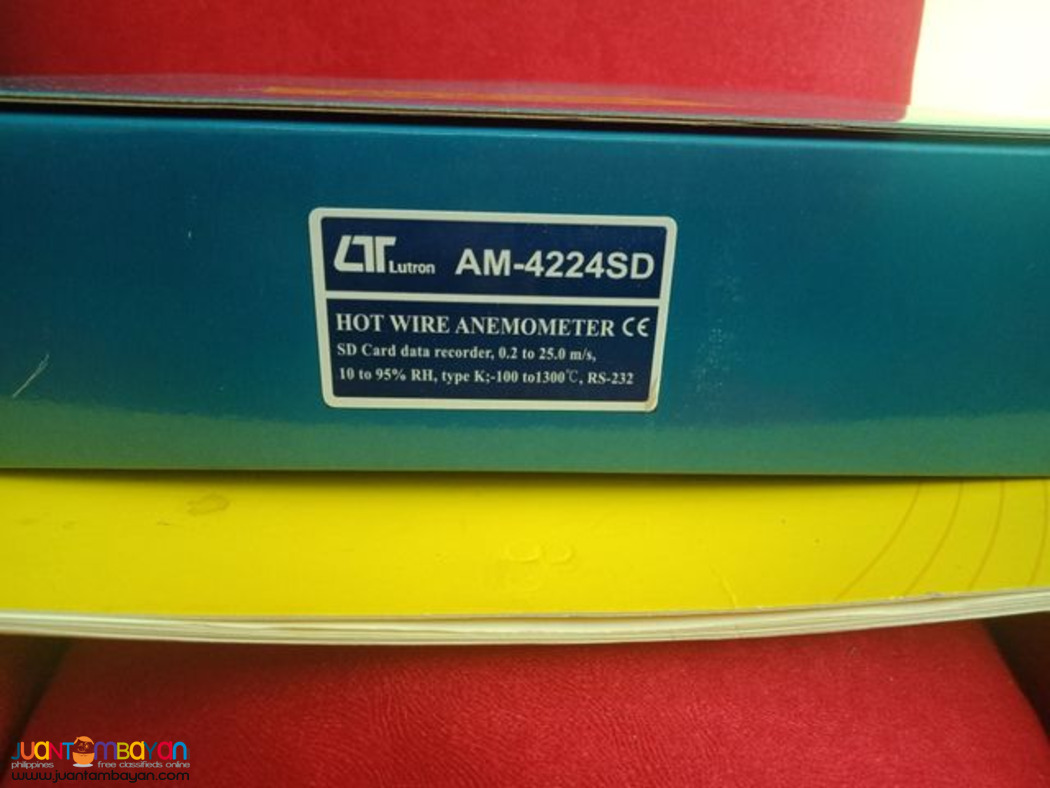 Lutron AM-4224SD
HOT WIRE ANEMOMETER CE
SD Card data recorder, 0.2 to 25.0 m/s,
10 to 95% RH, type K;-100 to1300℃, RS-232
JUANTAMBAYAN
philippines free classifieds online
www.juantambayan.com